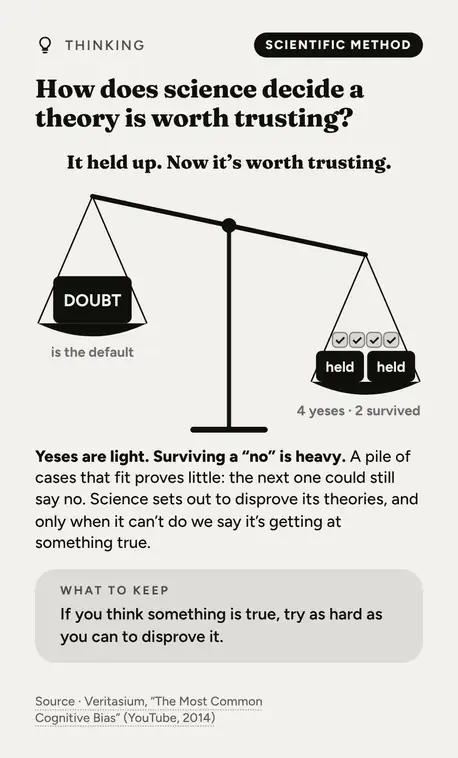 THINKING
SCIENTIFIC METHOD
How does science decide a
theory is worth trusting?
It held up. Now it’s worth trusting.
DOUBT
is the default
held held
4 yeses · 2 survived
Yeses are light. Surviving a “no” is heavy. A pile of
cases that fit proves little: the next one could still
say no. Science sets out to disprove its theories, and
only when it can’t do we say it’s getting at
something true.
WHAT TO KEEP
If you think something is true, try as hard as
you can to disprove it.
Source · Veritasium, “The Most Common
Cognitive Bias” (YouTube, 2014)